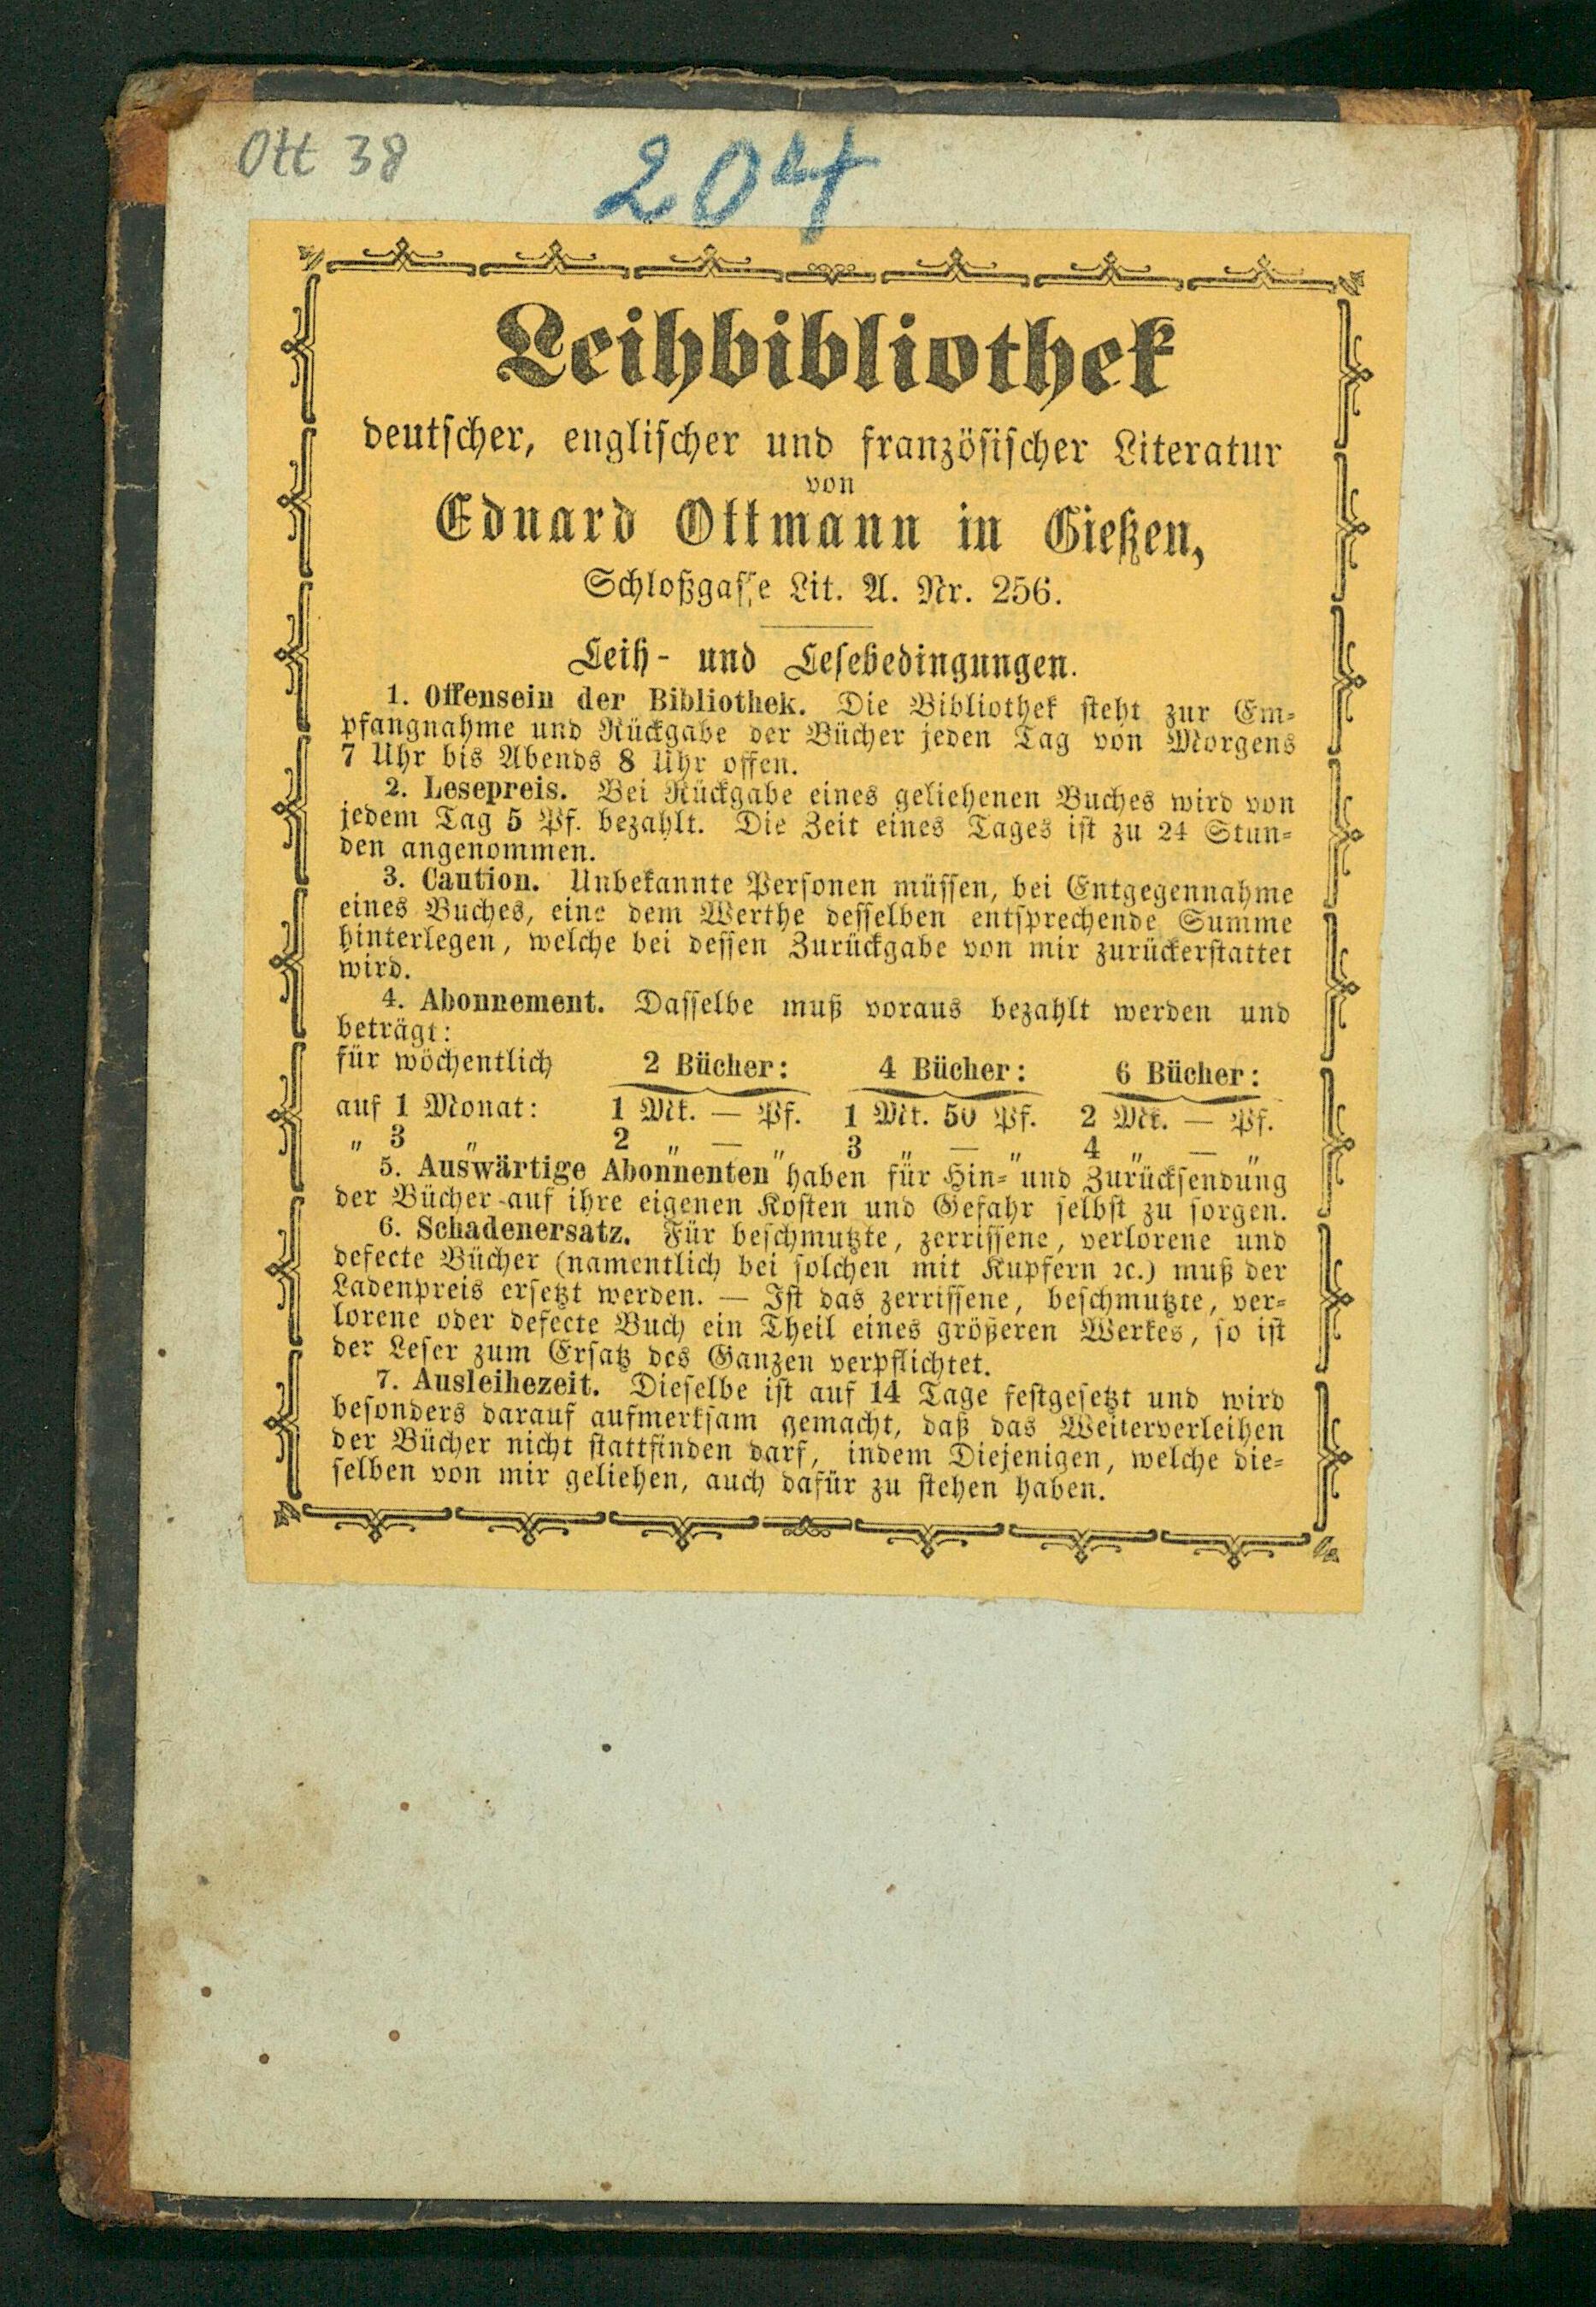 Ott 38
204
Leihbibliothek
deutscher, englischer und französischer Literatur
von
Eduard Ottmann in Gießen,
Schloßgasse Lit. A. Nr. 256.
Leih- und Lesebedingungen.
1. Offensein der Bibliothek. Die Bibliothek steht zur Em-
pfangnahme und Rückgabe der Bücher jeden Tag von Morgens
7 Uhr bis Abends 8 Uhr offen.
2. Lesepreis. Bei Rückgabe eines geliehenen Buches wird von
jedem Tag 5 Pf. bezahlt. Die Zeit eines Tages ist zu 24 Stun-
den angenommen.
3. Caution. Unbekannte Personen müssen, bei Entgegennahme
eines Buches, eine dem Werthe desselben entsprechende Summe
hinterlegen, welche bei dessen Zurückgabe von mir zurückerstattet
wird.
4. Abonnement. Dasselbe muß voraus bezahlt werden und
beträgt:
für wöchentlich 2 Bücher: 4 Bücher: 6 Bücher:
auf 1 Monat: 1 Mk. — Pf. 1 Mk. 50 Pf. 2 Mk. — Pf.
„ 3 „ 2 „ — „ 3 „ — „ 4 „ — „
5. Auswärtige Abonnenten haben für Hin- und Zurücksendung
der Bücher auf ihre eigenen Kosten und Gefahr selbst zu sorgen.
6. Schadenersatz. Für beschmutzte, zerrissene, verlorene und
defecte Bücher (namentlich bei solchen mit Kupfern ꝛc.) muß der
Ladenpreis ersetzt werden. — Ist das zerrissene, beschmutzte, ver-
lorene oder defecte Buch ein Theil eines größeren Werkes, so ist
der Leser zum Ersatz des Ganzen verpflichtet.
7. Ausleihezeit. Dieselbe ist auf 14 Tage festgesetzt und wird
besonders darauf aufmerksam gemacht, daß das Weiterverleihen
der Bücher nicht stattfinden darf, indem Diejenigen, welche die-
selben von mir geliehen, auch dafür zu stehen haben.